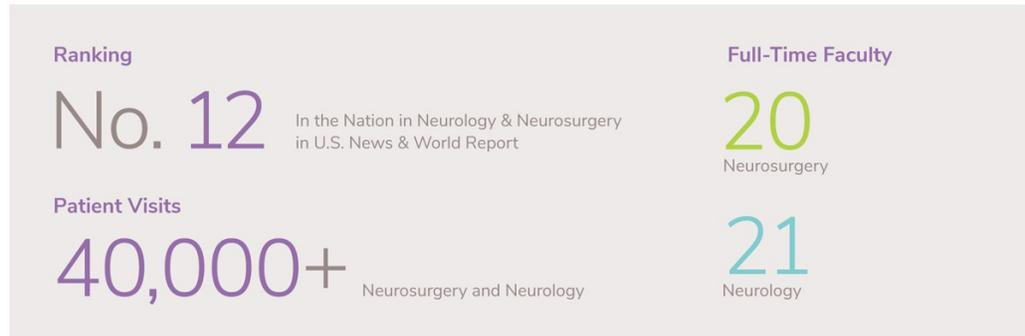 Ranking
No. 12
In the Nation in Neurology & Neurosurgery
in U.S. News & World Report
Patient Visits
40,000+
Neurosurgery and Neurology
Full-Time Faculty
20
Neurosurgery
21
Neurology